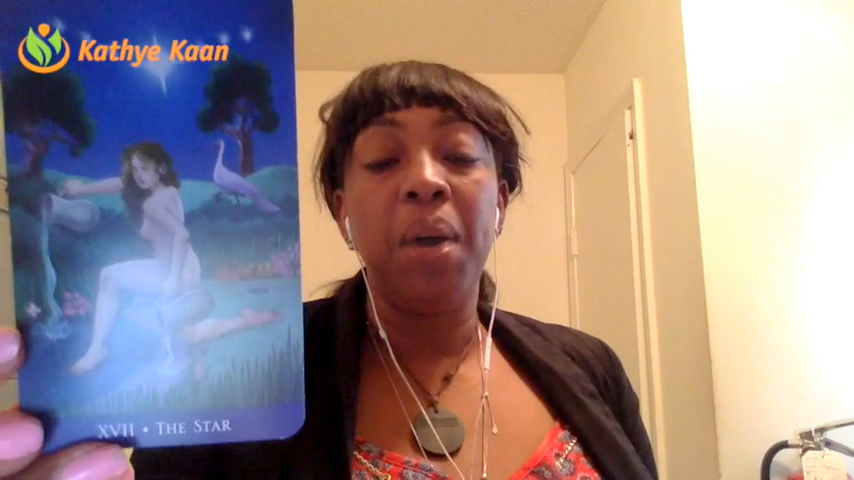 Kathye Kaan
XVII • THE STAR